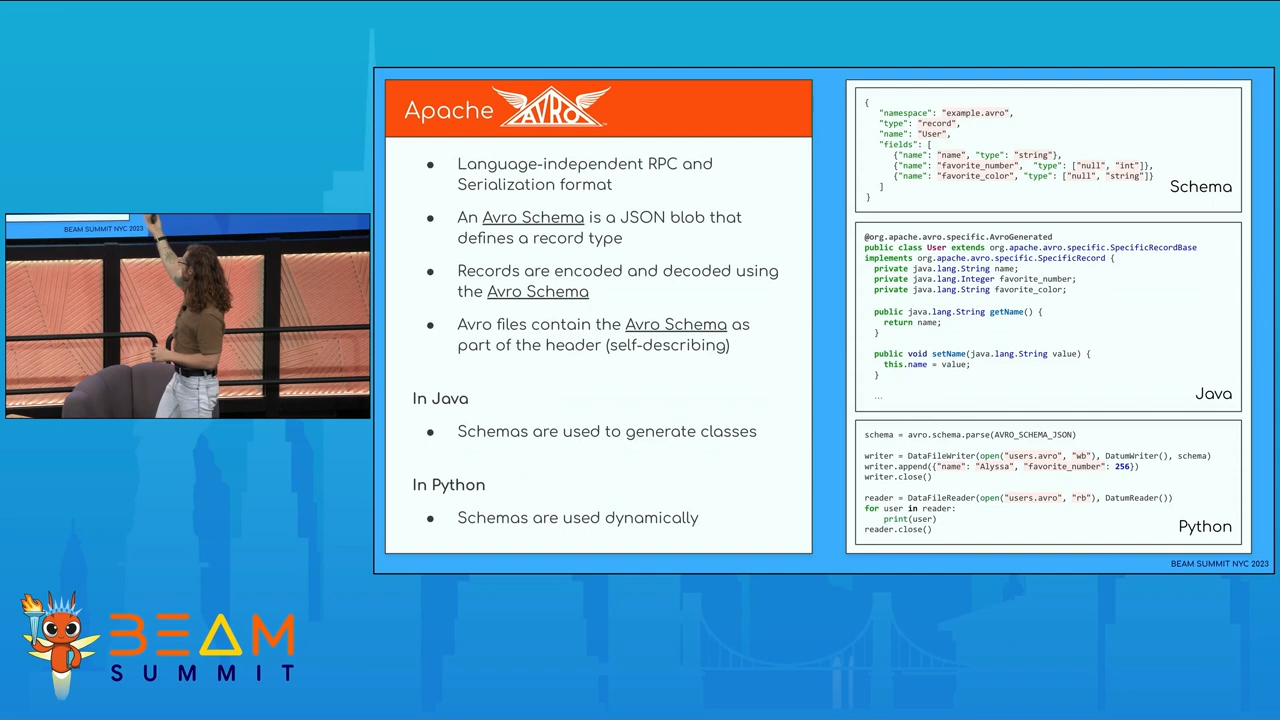 Apache AVRO
Language-independent RPC and
Serialization format
An Avro Schema is a JSON blob that
defines a record type
Records are encoded and decoded using
the Avro Schema
Avro files contain the Avro Schema as
part of the header (self-describing)
In Java
Schemas are used to generate classes
In Python
Schemas are used dynamically
{
"namespace": "example.avro",
"type": "record",
"name": "User",
"fields": [
{"name": "name", "type": "string"},
{"name": "favorite_number", "type": ["null", "int"]},
{"name": "favorite_color", "type": ["null", "string"]}
]
}
Schema
@org.apache.avro.specific.AvroGenerated
public class User extends org.apache.avro.specific.SpecificRecordBase
implements org.apache.avro.specific.SpecificRecord {
private java.lang.String name;
private java.lang.Integer favorite_number;
private java.lang.String favorite_color;
public java.lang.String getName() {
return name;
}
public void setName(java.lang.String value) {
this.name = value;
}
...
Java
schema = avro.schema.parse(AVRO_SCHEMA_JSON)
writer = DataFileWriter(open("users.avro", "wb"), DatumWriter(), schema)
writer.append({"name": "Alyssa", "favorite_number": 256})
writer.close()
reader = DataFileReader(open("users.avro", "rb"), DatumReader())
for user in reader:
print(user)
reader.close()
Python
BEAM SUMMIT NYC 2023
BEAM SUMMIT NYC 2023
BEAM
SUMMIT